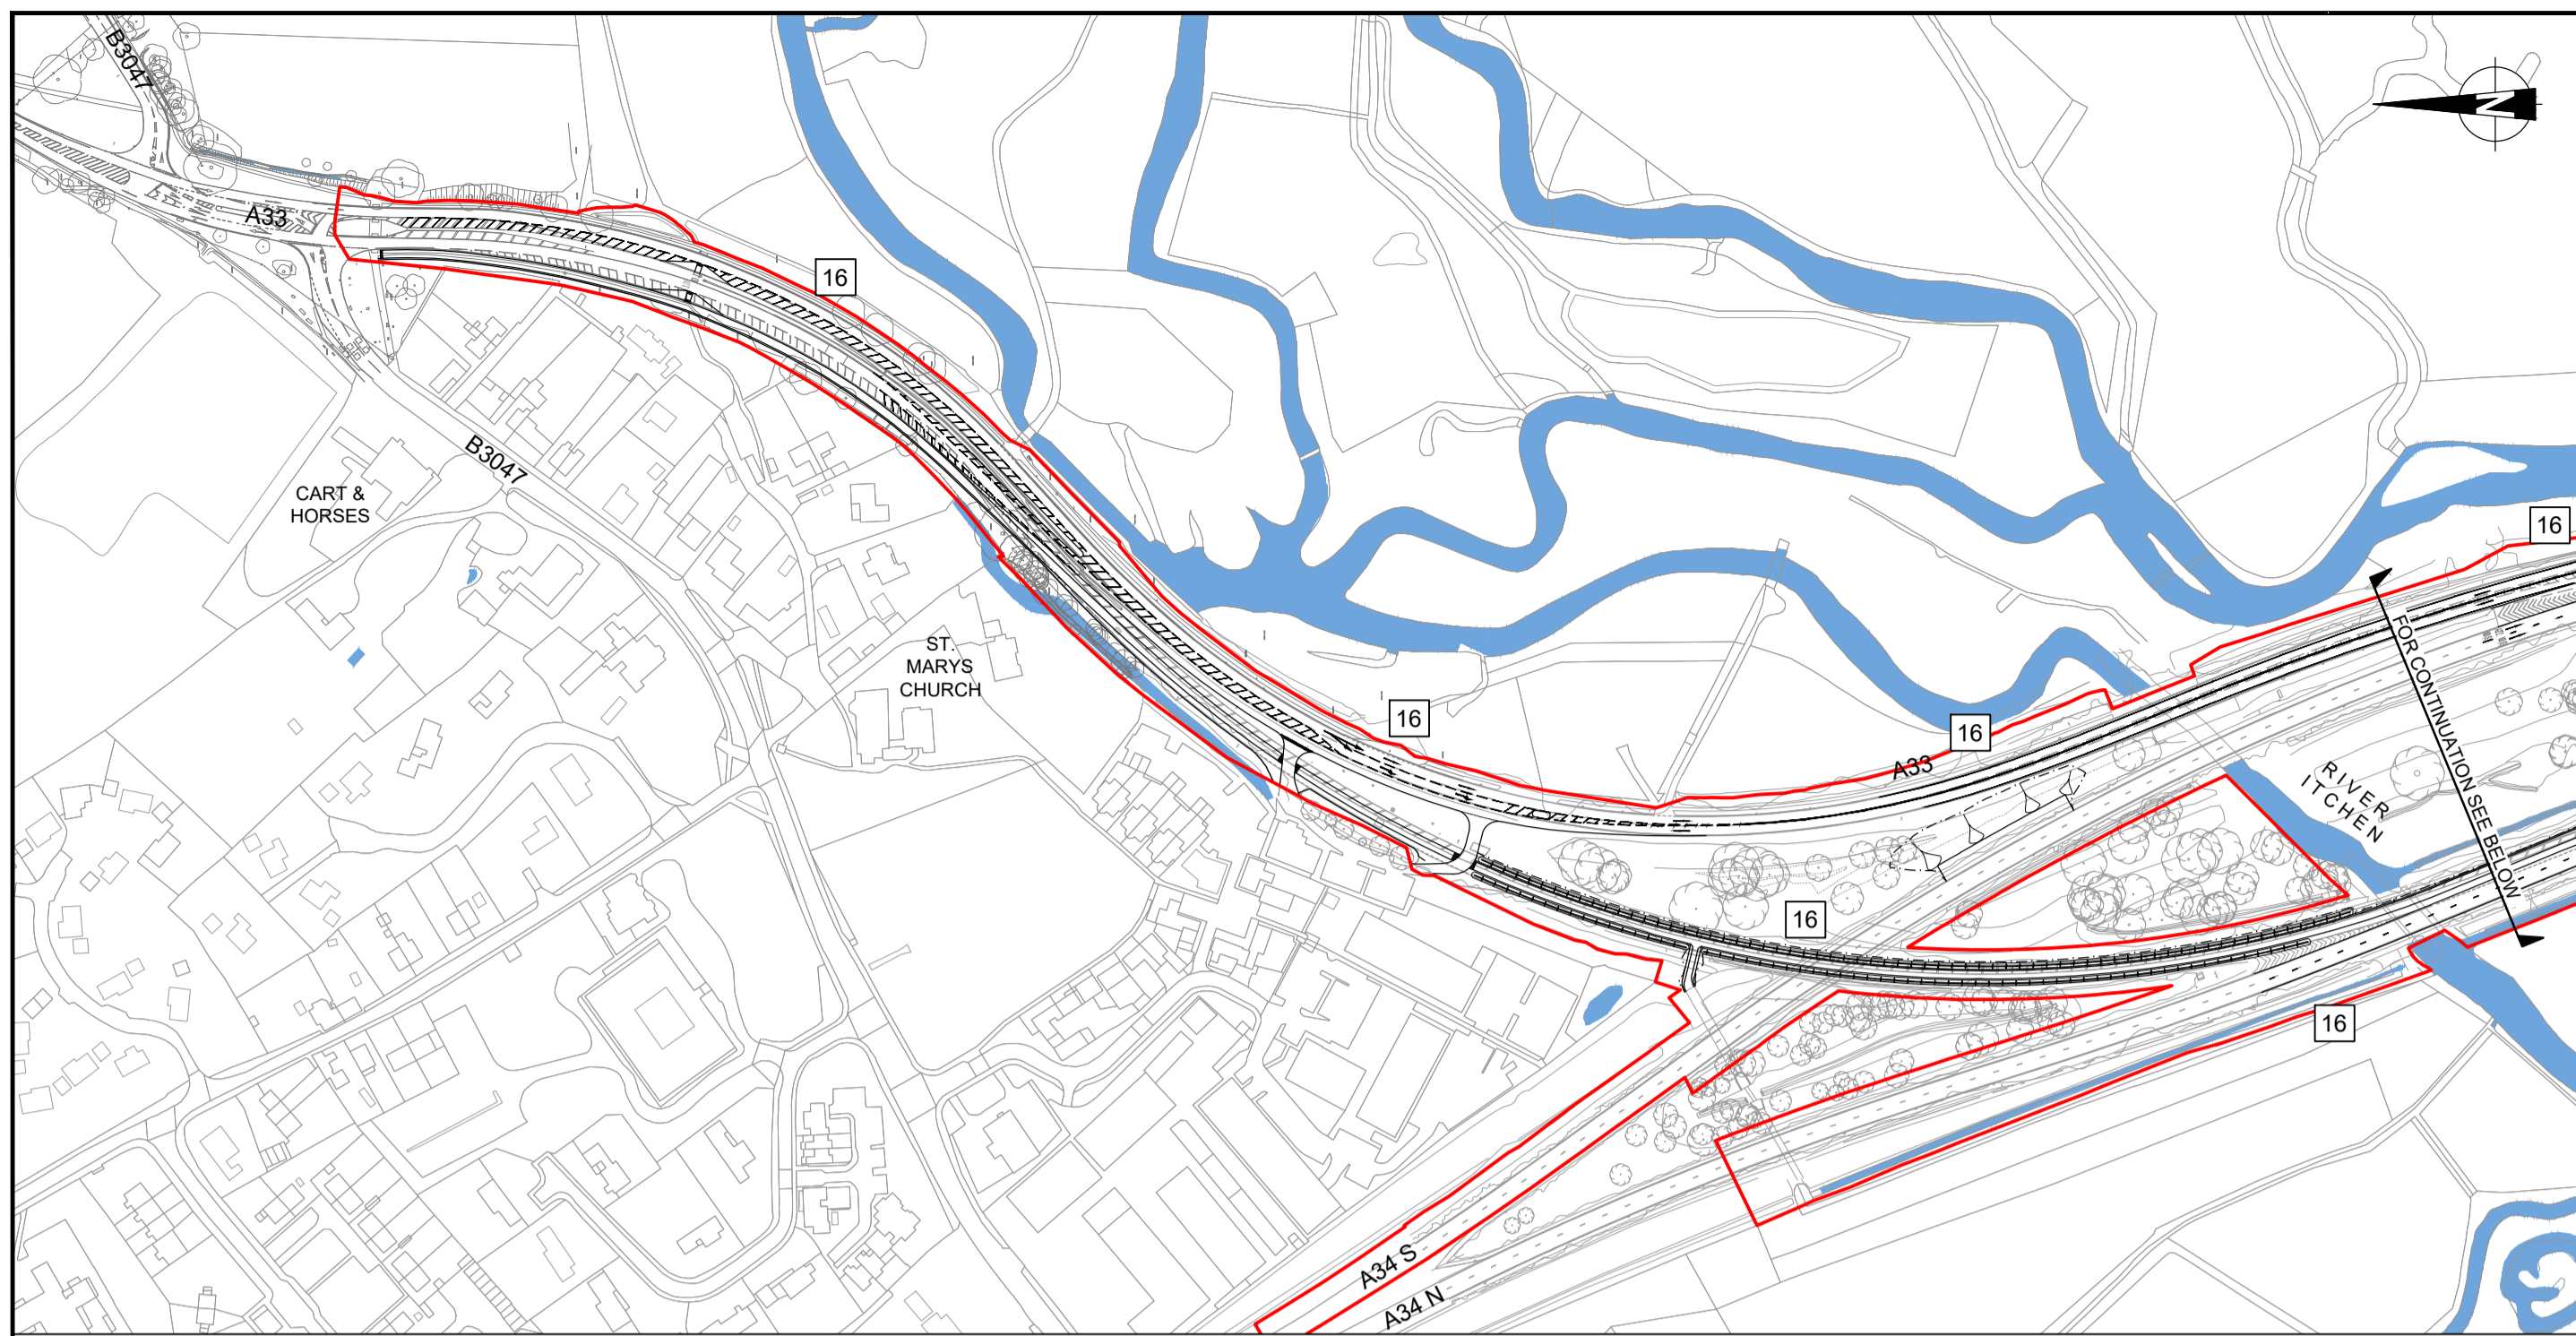 B3047
N
A33
16
B3047
CART &
HORSES
16
ST.
MARYS
CHURCH
FOR CONTINUATION SEE BELOW
16
16
A33
RIVER
ITCHEN
16
16
A34 S
A34 N